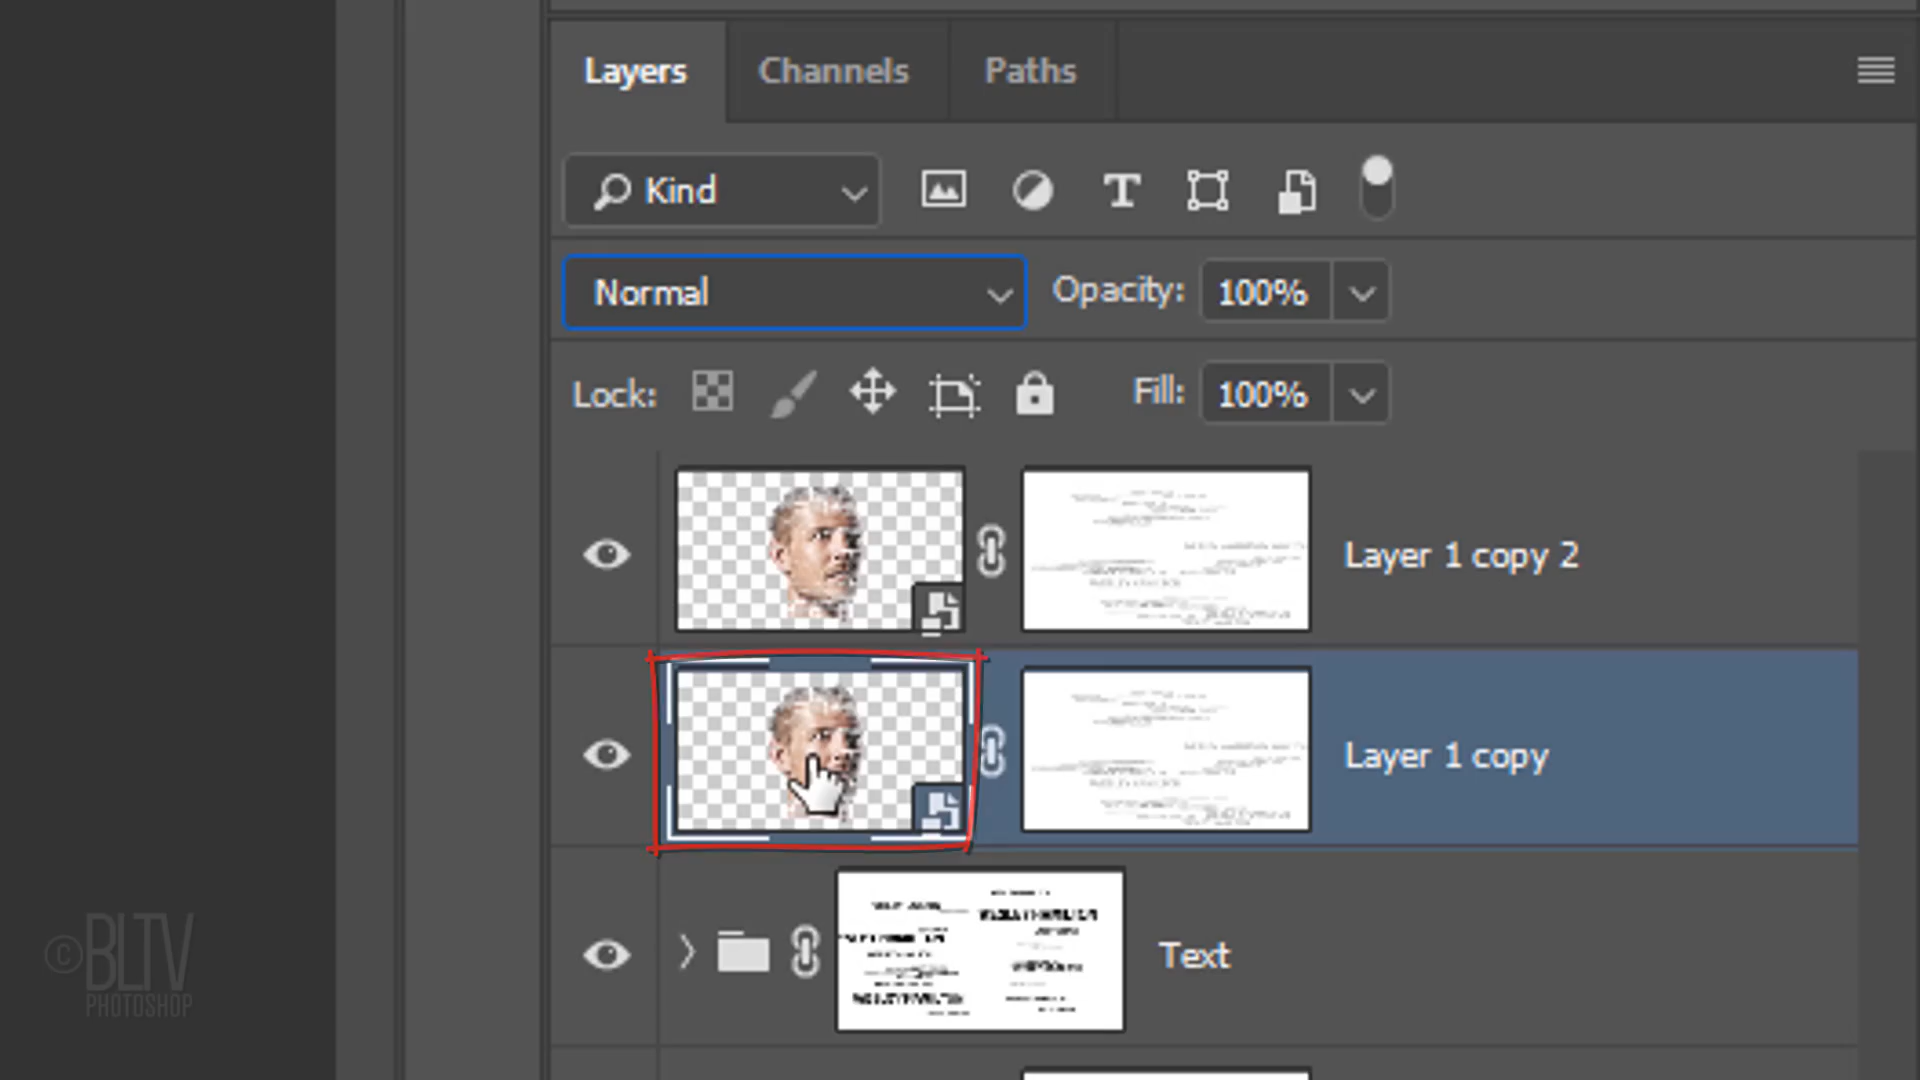 Layers Channels Paths
Kind
Normal Opacity: 100%
Lock: Fill: 100%
Layer 1 copy 2
Layer 1 copy
Text
©BLTV
PHOTOSHOP